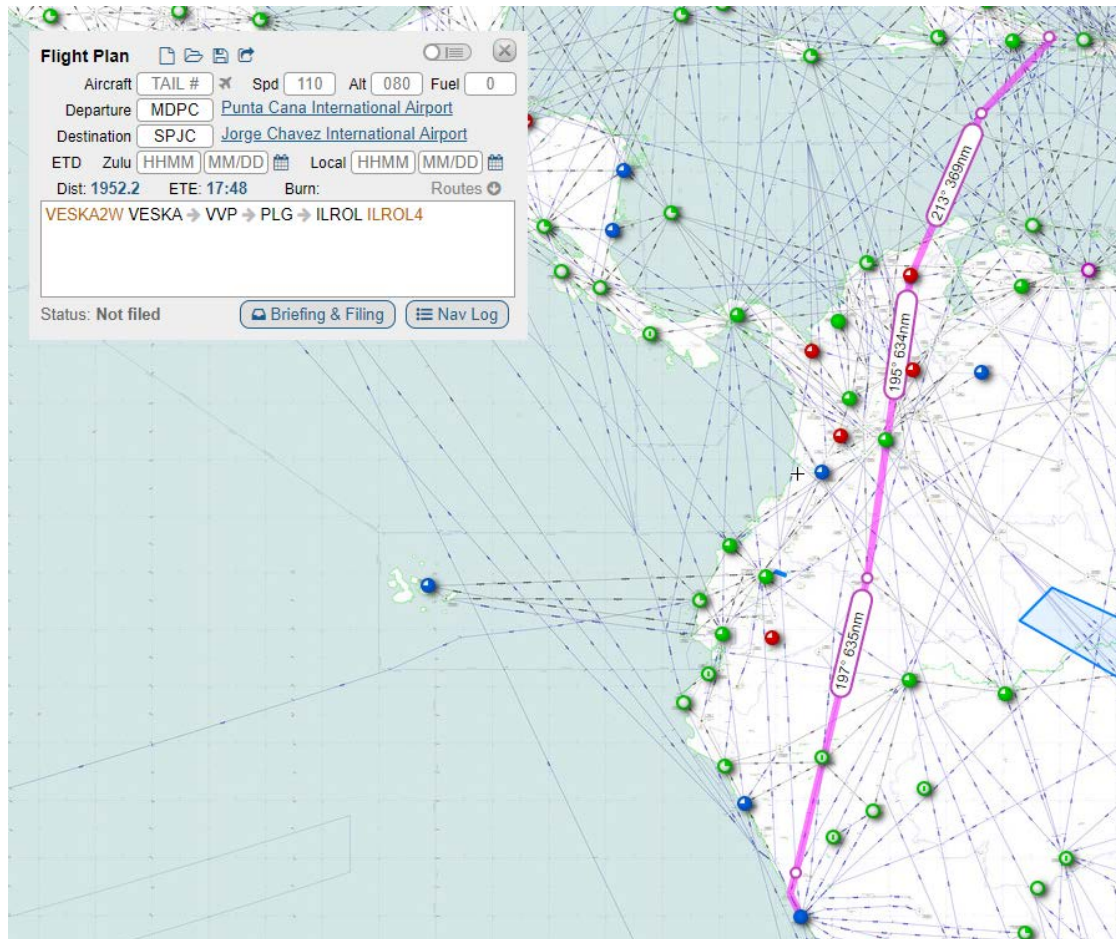 Flight Plan
Aircraft TAIL # Spd 110 Alt 080 Fuel 0
Departure MDPC Punta Cana International Airport
Destination SPJC Jorge Chavez International Airport
ETD Zulu HHMM MM/DD Local HHMM MM/DD
Dist: 1952.2 ETE: 17:48 Burn: Routes
VESKA2W VESKA → VVP → PLG → ILROL ILROL4
Status: Not filed Briefing & Filing Nav Log
213° 369nm
195° 634nm
197° 635nm